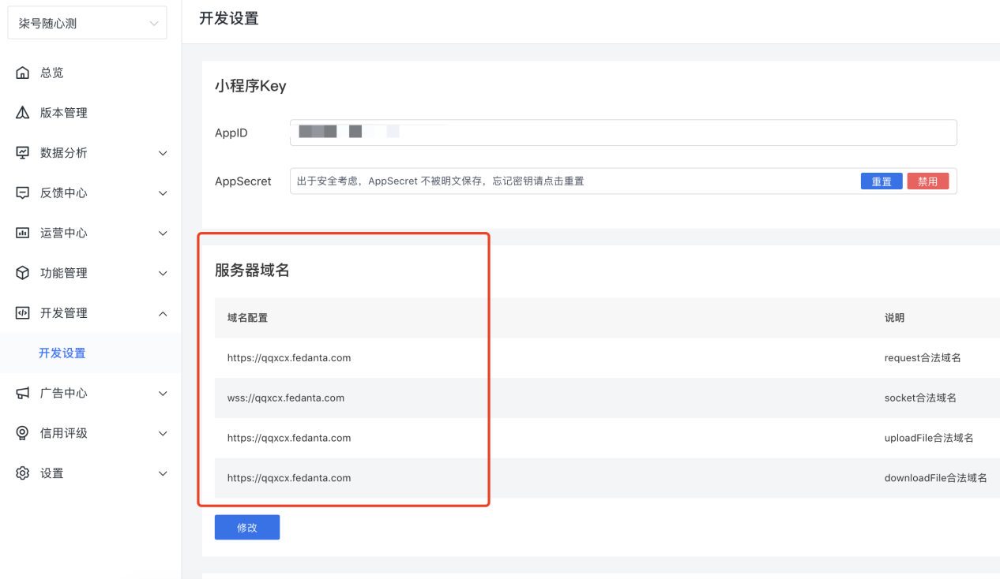 柒号随心测
总览
版本管理
数据分析
反馈中心
运营中心
功能管理
开发管理
开发设置
广告中心
信用评级
设置
开发设置
小程序Key
AppID
AppSecret 出于安全考虑，AppSecret 不被明文保存，忘记密钥请点击重置 重置 禁用
服务器域名
域名配置 说明
https://qqxcx.fedanta.com request合法域名
wss://qqxcx.fedanta.com socket合法域名
https://qqxcx.fedanta.com uploadFile合法域名
https://qqxcx.fedanta.com downloadFile合法域名
修改